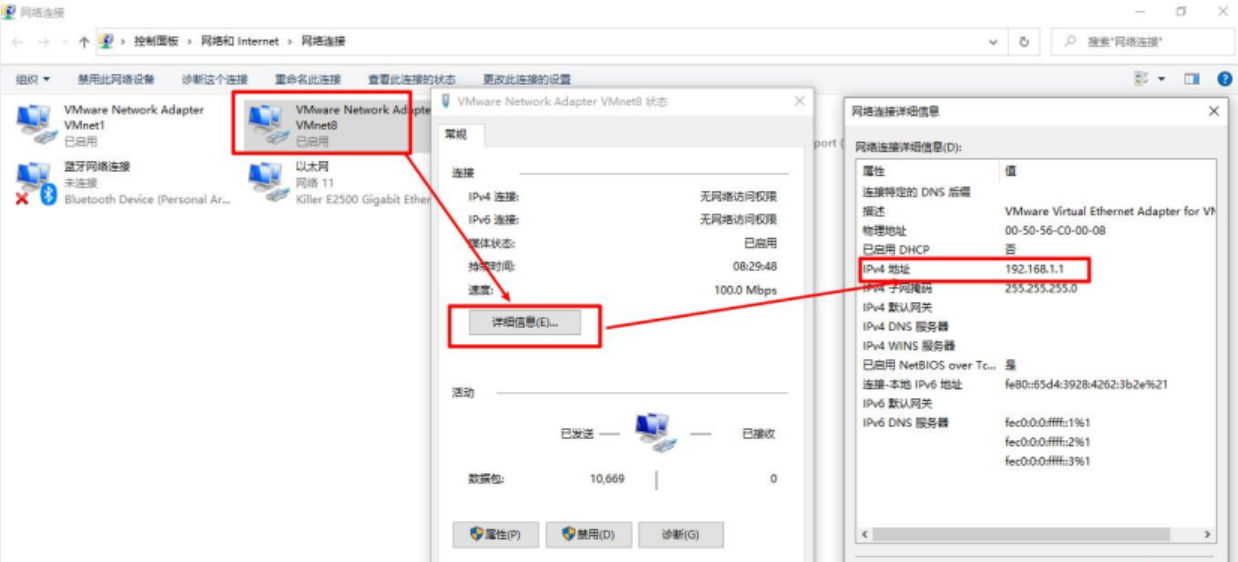 网络连接
控制面板 › 网络和 Internet › 网络连接
搜索"网络连接"
组织 禁用此网络设备 诊断这个连接 重命名此连接 查看此连接的状态 更改此连接的设置
VMware Network Adapter
VMnet1
已启用
VMware Network Adapte
VMnet8
已启用
蓝牙网络连接
未连接
Bluetooth Device (Personal Ar...
以太网
网络 11
Killer E2500 Gigabit Ether
port (
VMware Network Adapter VMnet8 状态
常规
连接
IPv4 连接: 无网络访问权限
IPv6 连接: 无网络访问权限
媒体状态: 已启用
持续时间: 08:29:48
速度: 100.0 Mbps
详细信息(E)...
活动
已发送 — — 已接收
数据包: 10,669 0
属性(P) 禁用(D) 诊断(G)
网络连接详细信息
网络连接详细信息(D):
属性 值
连接特定的 DNS 后缀
描述 VMware Virtual Ethernet Adapter for VM
物理地址 00-50-56-C0-00-08
已启用 DHCP 否
IPv4 地址 192.168.1.1
IPv4 子网掩码 255.255.255.0
IPv4 默认网关
IPv4 DNS 服务器
IPv4 WINS 服务器
已启用 NetBIOS over Tc... 是
连接-本地 IPv6 地址 fe80::65d4:3928:4262:3b2e%21
IPv6 默认网关
IPv6 DNS 服务器 fec0:0:0:ffff::1%1
fec0:0:0:ffff::2%1
fec0:0:0:ffff::3%1